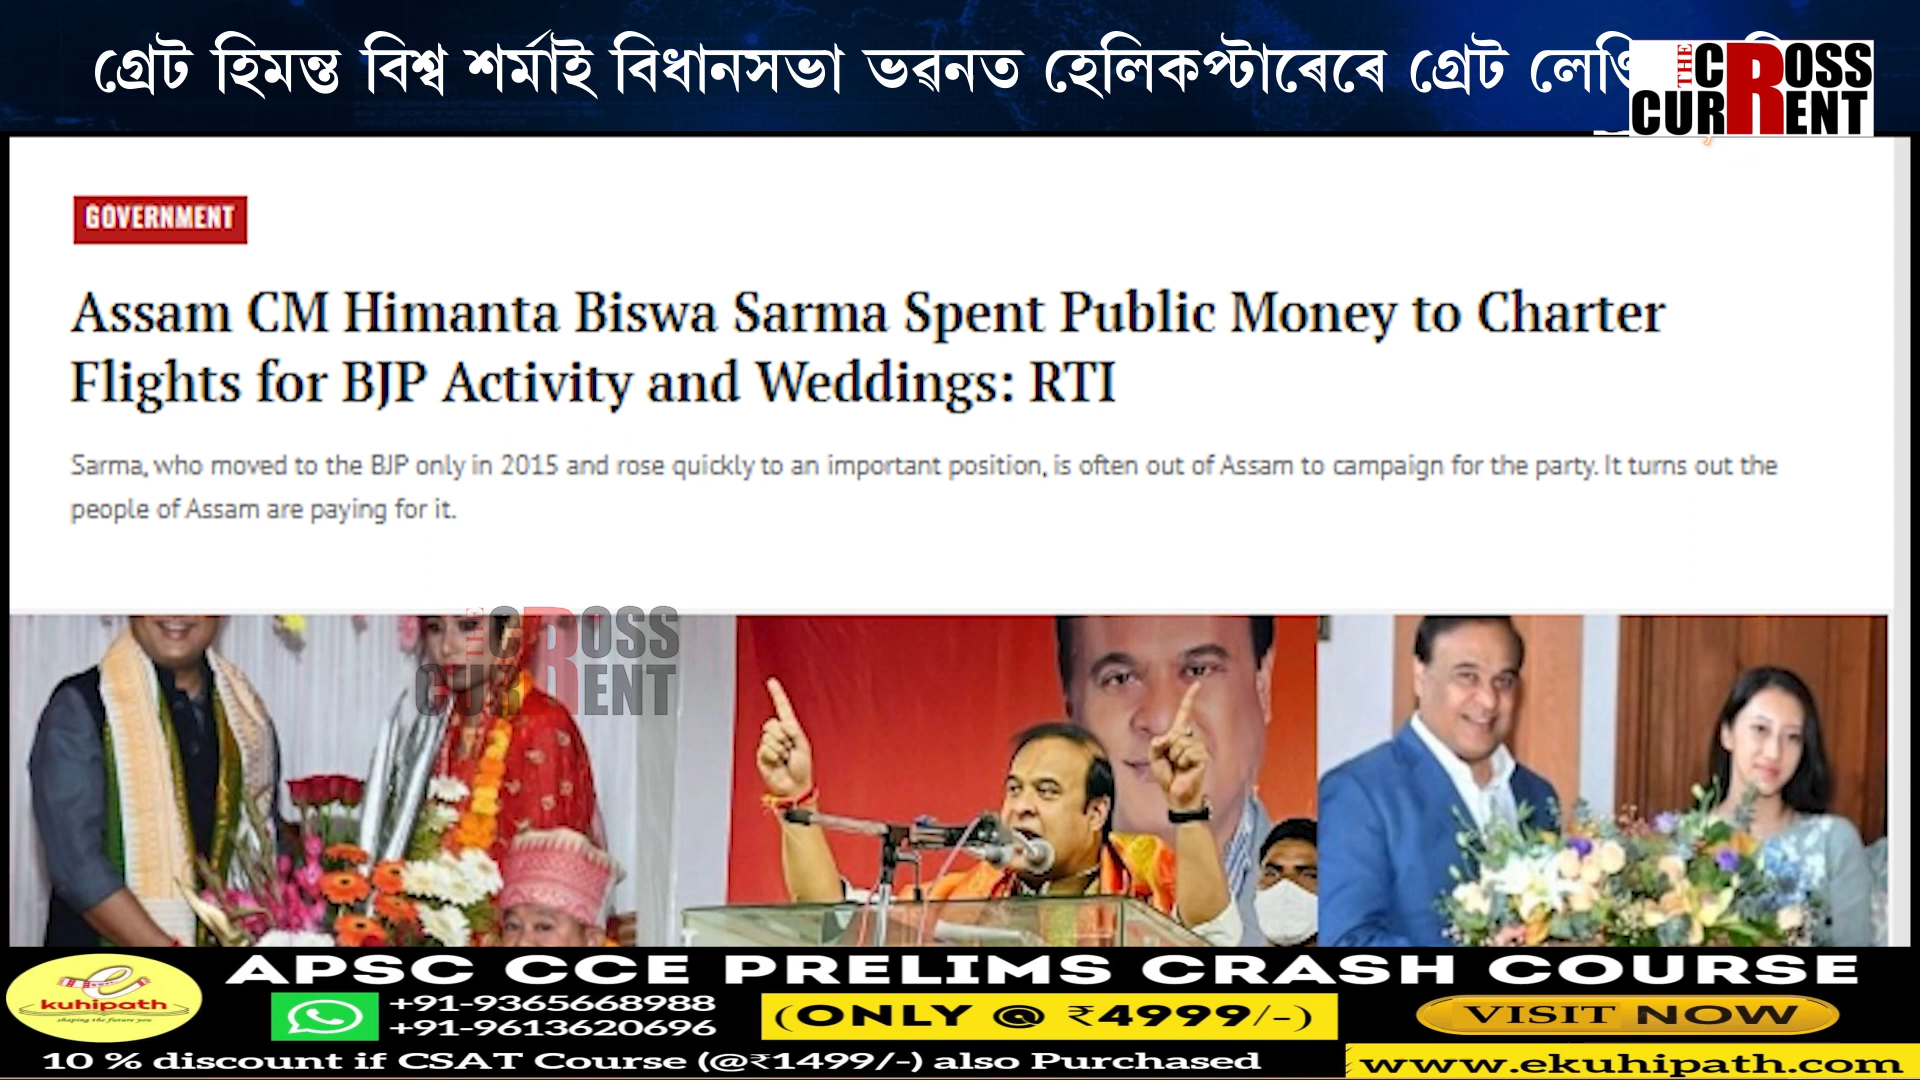 গ্ৰেট হিমন্ত বিশ্ব শৰ্মাই বিধানসভা ভৱনত হেলিকপ্টাৰেৰে গ্ৰেট
THE CROSS
CURRENT
GOVERNMENT
Assam CM Himanta Biswa Sarma Spent Public Money to Charter
Flights for BJP Activity and Weddings: RTI
Sarma, who moved to the BJP only in 2015 and rose quickly to an important position, is often out of Assam to campaign for the party. It turns out the
people of Assam are paying for it.
THE CROSS
CURRENT
APSC CCE PRELIMS CRASH COURSE
kuhipath
shaping the future you
+91-9365668988
+91-9613620696
(ONLY @ ₹4999/-)
VISIT NOW
10 % discount if CSAT Course (@₹1499/-) also Purchased
www.ekuhipath.com